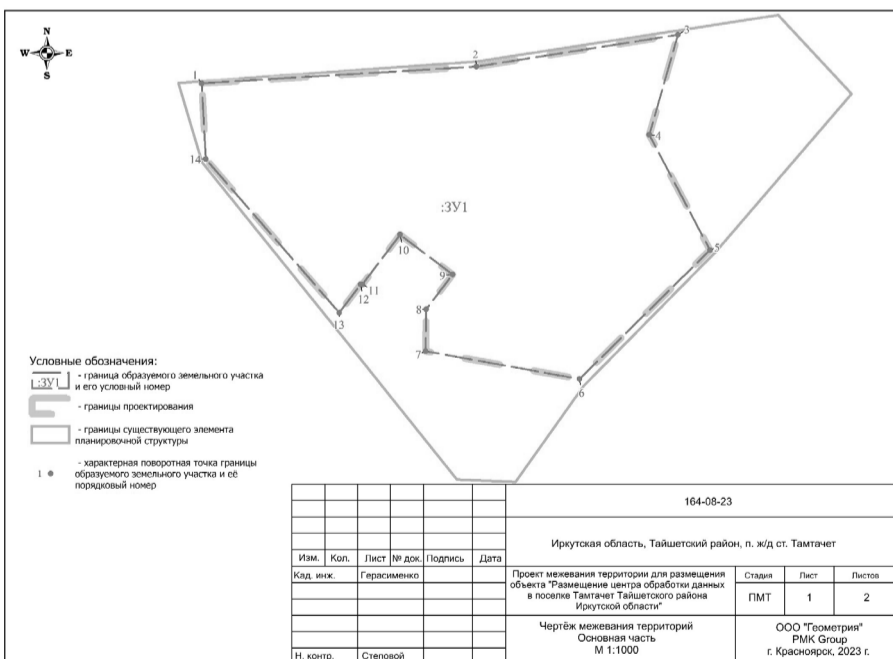 N
W E
S
1
2
3
4
5
6
7
8
9
10
11
12
13
14
:ЗУ1
Условные обозначения:
:ЗУ1
- граница образуемого земельного участка
и его условный номер
- границы проектирования
- границы существующего элемента
планировочной структуры
1
- характерная поворотная точка границы
образуемого земельного участка и её
порядковый номер
164-08-23
Иркутская область, Тайшетский район, п. ж/д ст. Тамтачет
Изм. Кол. Лист № док. Подпись Дата
Кад. инж. Герасименко
Проект межевания территории для размещения
объекта "Размещение центра обработки данных
в поселке Тамтачет Тайшетского района
Иркутской области"
Стадия Лист Листов
ПМТ 1 2
Чертёж межевания территорий
Основная часть
М 1:1000
ООО "Геометрия"
PMK Group
г. Красноярск, 2023 г.
Н. контр. Степовой